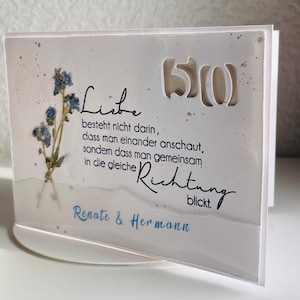 50
Liebe
besteht nicht darin,
dass man einander anschaut,
sondern dass man gemeinsam
in die gleiche Richtung
blickt.
Renate & Hermann